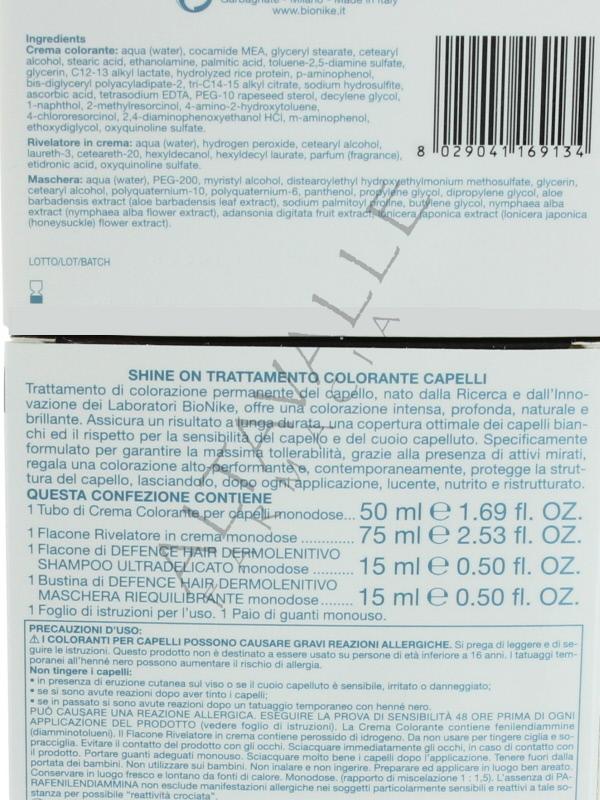 Garbagnate - Milano - Made in Italy
www.bionike.it
Ingredients
Crema colorante: aqua (water), cocamide MEA, glyceryl stearate, cetearyl
alcohol, stearic acid, ethanolamine, palmitic acid, toluene-2,5-diamine sulfate,
glycerin, C12-13 alkyl lactate, hydrolyzed rice protein, p-aminophenol,
bis-diglyceryl polyacyladipate-2, tri-C14-15 alkyl citrate, sodium hydrosulfite,
ascorbic acid, tetrasodium EDTA, PEG-10 rapeseed sterol, decylene glycol,
1-naphthol, 2-methylresorcinol, 4-amino-2-hydroxytoluene,
4-chlororesorcinol, 2,4-diaminophenoxyethanol HCl, m-aminophenol,
ethoxydiglycol, oxyquinoline sulfate.
Rivelatore in crema: aqua (water), hydrogen peroxide, cetearyl alcohol,
laureth-3, ceteareth-20, hexyldecanol, hexyldecyl laurate, parfum (fragrance),
etidronic acid, oxyquinoline sulfate.
8 029041 169134
Maschera: aqua (water), PEG-200, myristyl alcohol, distearoylethyl hydroxyethylmonium methosulfate, glycerin,
cetearyl alcohol, polyquaternium-10, polyquaternium-6, panthenol, propylene glycol, dipropylene glycol, aloe
barbadensis extract (aloe barbadensis leaf extract), sodium palmitoyl proline, butylene glycol, nymphaea alba
extract (nymphaea alba flower extract), adansonia digitata fruit extract, lonicera japonica extract (lonicera japonica
(honeysuckle) flower extract).
LOTTO/LOT/BATCH
ALTAVALLE
FARMACIA
SHINE ON TRATTAMENTO COLORANTE CAPELLI
Trattamento di colorazione permanente del capello, nato dalla Ricerca e dall'Inno-
vazione dei Laboratori BioNike, offre una colorazione intensa, profonda, naturale e
brillante. Assicura un risultato a lunga durata, una copertura ottimale dei capelli bian-
chi ed il rispetto per la sensibilità del capello e del cuoio capelluto. Specificamente
formulato per garantire la massima tollerabilità, grazie alla presenza di attivi mirati,
regala una colorazione alto performante e, contemporaneamente, protegge la strut-
tura del capello, lasciandolo, dopo ogni applicazione, lucente, nutrito e ristrutturato.
QUESTA CONFEZIONE CONTIENE
1 Tubo di Crema Colorante per capelli monodose... 50 ml ℮ 1.69 fl. OZ.
1 Flacone Rivelatore in crema monodose ........... 75 ml ℮ 2.53 fl. OZ.
1 Flacone di DEFENCE HAIR DERMOLENITIVO
SHAMPOO ULTRADELICATO monodose .......... 15 ml ℮ 0.50 fl. OZ.
1 Bustina di DEFENCE HAIR DERMOLENITIVO
MASCHERA RIEQUILIBRANTE monodose ........ 15 ml ℮ 0.50 fl. OZ.
1 Foglio di istruzioni per l'uso. 1 Paio di guanti monouso.
PRECAUZIONI D'USO:
⚠ I COLORANTI PER CAPELLI POSSONO CAUSARE GRAVI REAZIONI ALLERGICHE. Si prega di leggere e di se-
guire le istruzioni. Questo prodotto non è destinato a essere usato su persone di età inferiore a 16 anni. I tatuaggi tem-
poranei all'henné nero possono aumentare il rischio di allergia.
Non tingere i capelli:
• in presenza di eruzione cutanea sul viso o se il cuoio capelluto è sensibile, irritato o danneggiato;
• se si sono avute reazioni dopo aver tinto i capelli;
• se in passato si sono avute reazioni dopo un tatuaggio temporaneo con henné nero.
PUÒ CAUSARE UNA REAZIONE ALLERGICA. ESEGUIRE LA PROVA DI SENSIBILITÀ 48 ORE PRIMA DI OGNI
APPLICAZIONE DEL PRODOTTO (vedere foglio di istruzioni). La Crema Colorante contiene fenilendiammine
(diamminotolueni). Il Flacone Rivelatore in crema contiene perossido di idrogeno. Da non usare per tingere ciglia e so-
pracciglia. Evitare il contatto del prodotto con gli occhi. Sciacquare immediatamente gli occhi, in caso di contatto con
il prodotto. Portare guanti adeguati monouso. Sciacquare molto bene i capelli dopo l'applicazione. Tenere fuori dalla
portata dei bambini. Non utilizzare sui bambini. Non inalare e non ingerire. Preparare ed applicare in luogo ben areato.
Conservare in luogo fresco e lontano da fonti di calore. Monodose. (rapporto di miscelazione 1 : 1,5). L'assenza di PA-
RAFENILENDIAMMINA non esclude manifestazioni allergiche nei soggetti sensibilizzati a tale so-
stanza per possibile "reattività crociata".